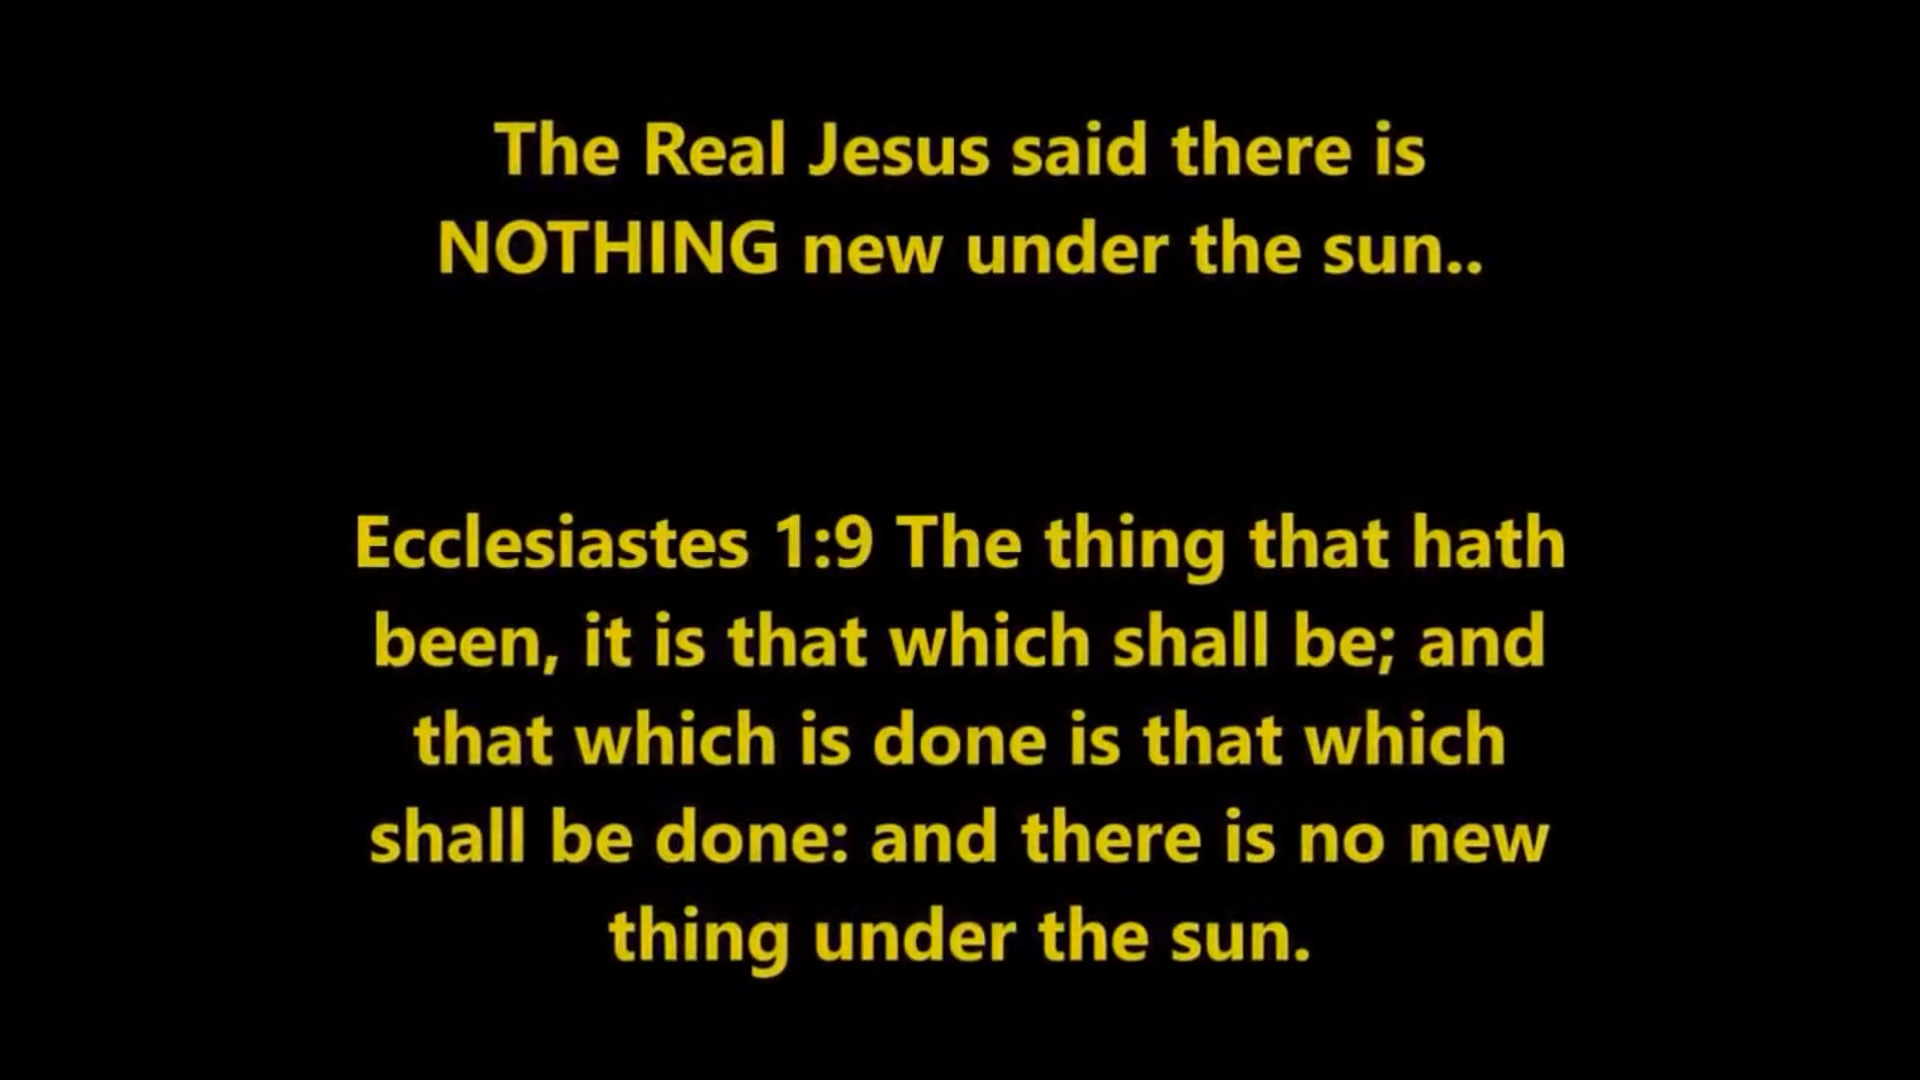 The Real Jesus said there is
NOTHING new under the sun..
Ecclesiastes 1:9 The thing that hath
been, it is that which shall be; and
that which is done is that which
shall be done: and there is no new
thing under the sun.